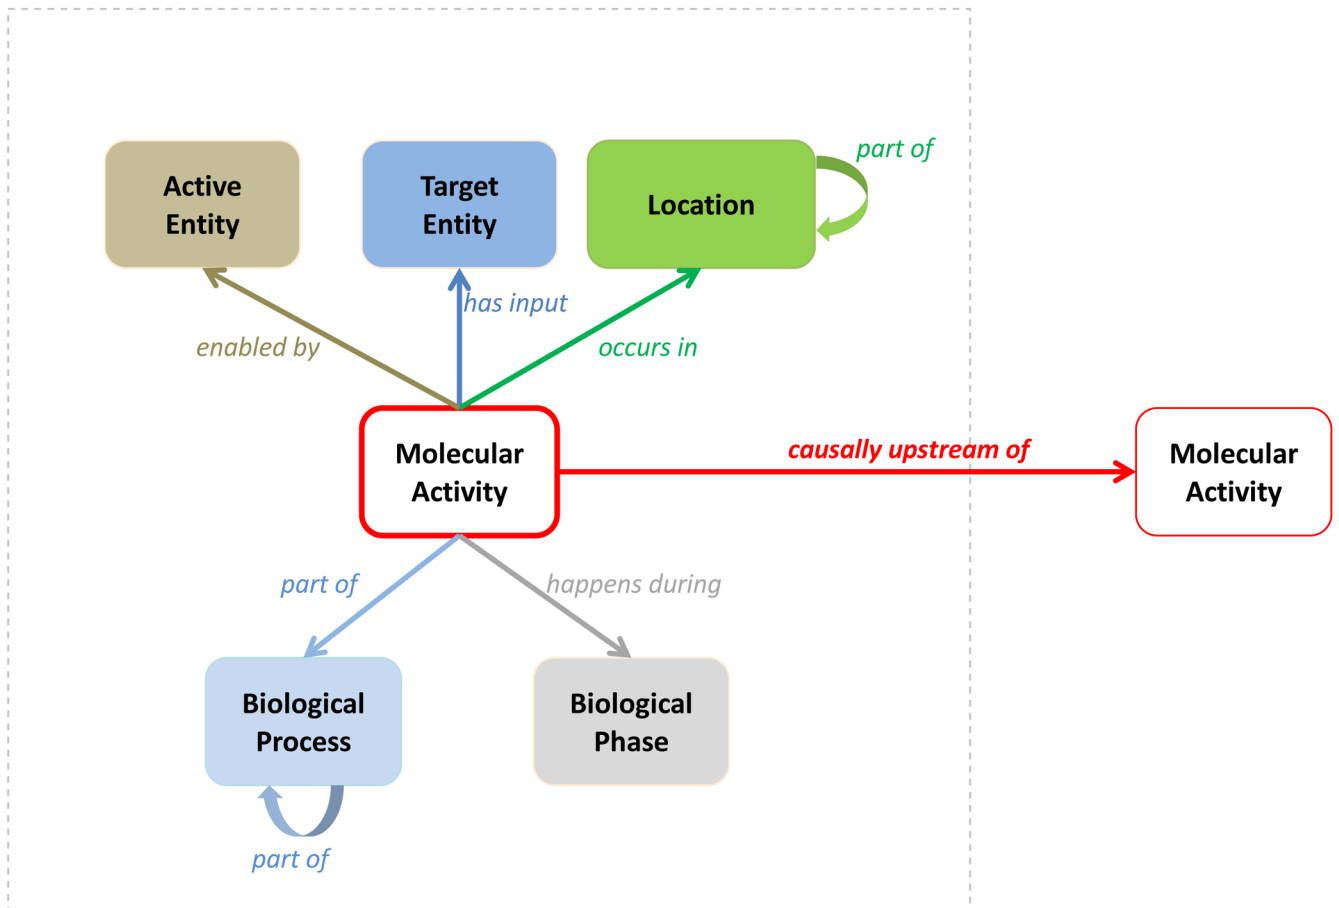 part of
Active
Entity
Target
Entity
Location
has input
enabled by
occurs in
Molecular
Activity
causally upstream of
Molecular
Activity
part of
happens during
Biological
Process
Biological
Phase
part of